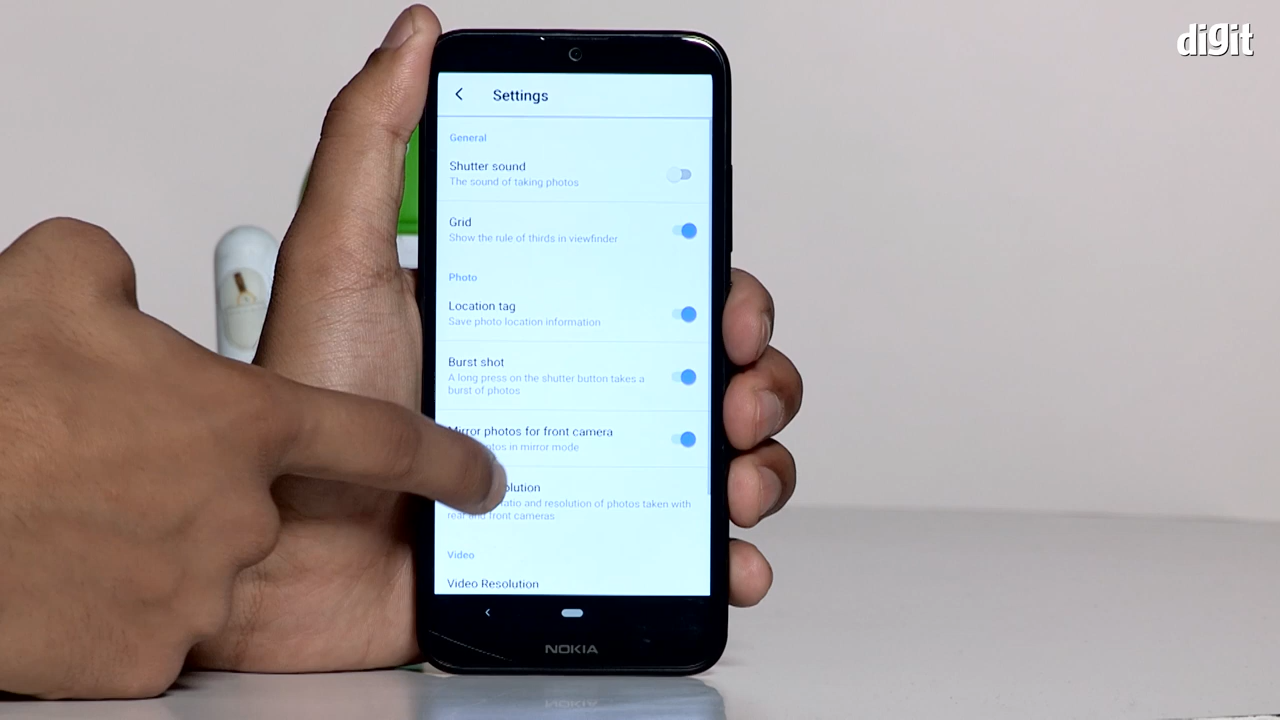 digit
Settings
General
Shutter sound
The sound of taking photos
Grid
Show the rule of thirds in viewfinder
Photo
Location tag
Save photo location information
Burst shot
A long press on the shutter button takes a
burst of photos
Mirror photos for front camera
in mirror mode
and resolution of photos taken with
rear and front cameras
Video
Video Resolution
NOKIA